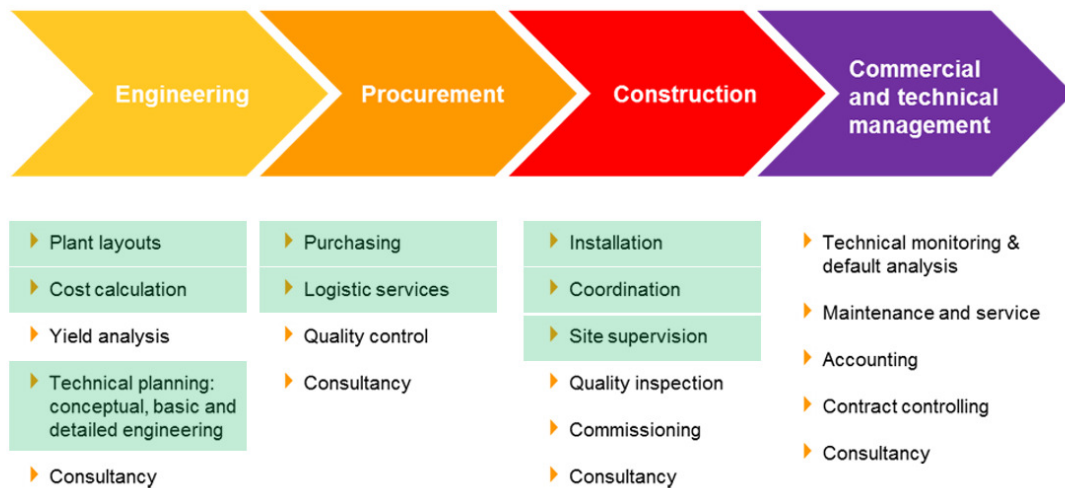 Engineering
Procurement
Construction
Commercial
and technical
management
Plant layouts
Cost calculation
Yield analysis
Technical planning:
conceptual, basic and
detailed engineering
Consultancy
Purchasing
Logistic services
Quality control
Consultancy
Installation
Coordination
Site supervision
Quality inspection
Commissioning
Consultancy
Technical monitoring &
default analysis
Maintenance and service
Accounting
Contract controlling
Consultancy